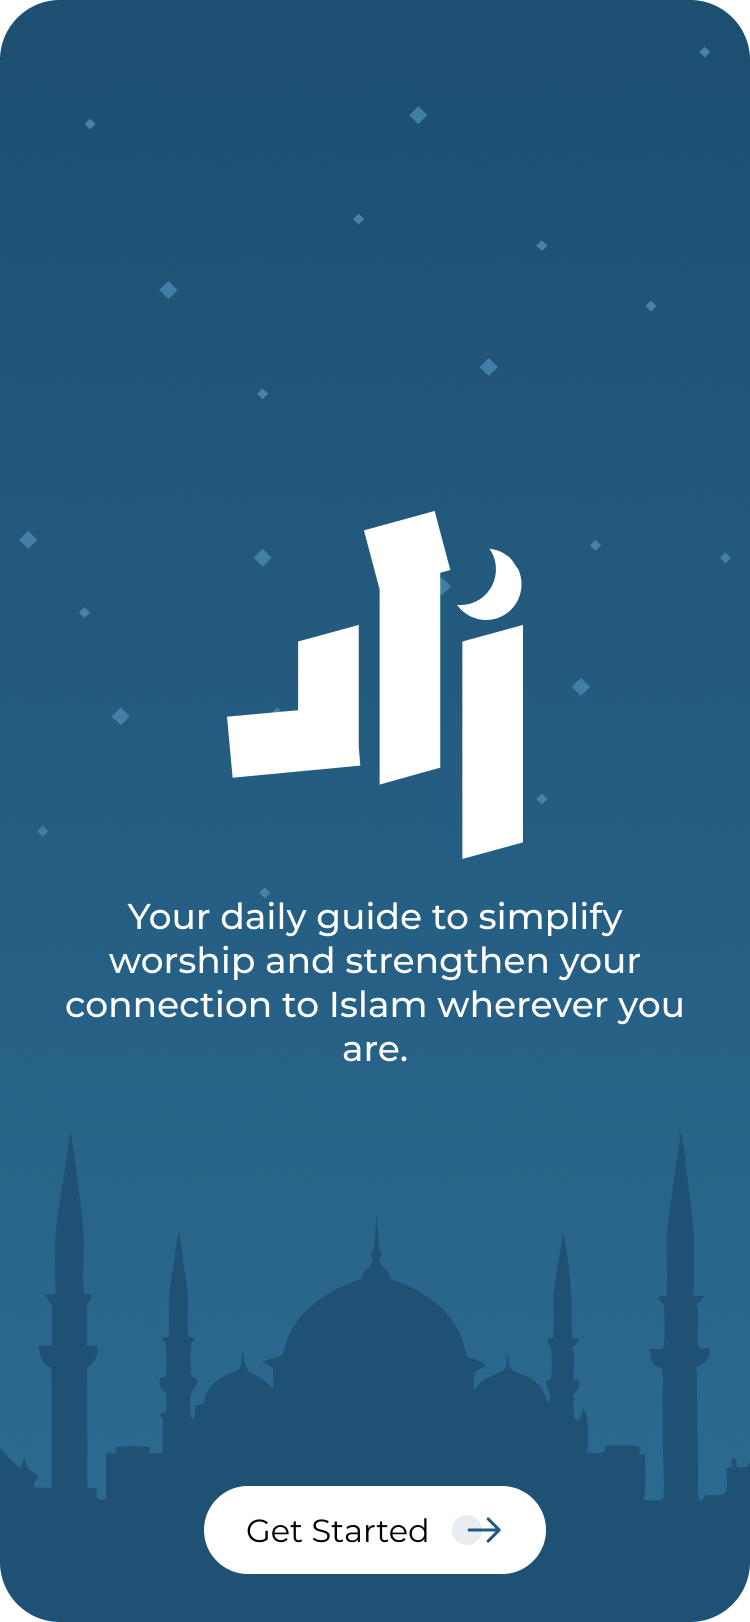 Your daily guide to simplify
worship and strengthen your
connection to Islam wherever you
are.
Get Started